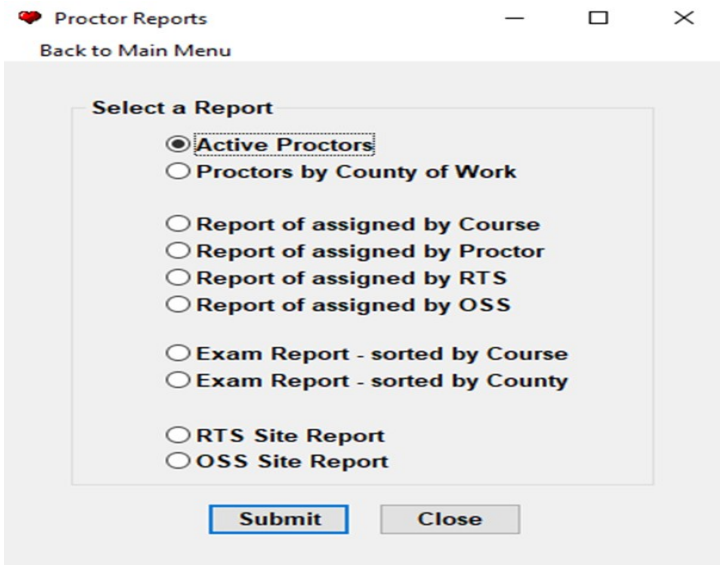 Proctor Reports
Back to Main Menu
Select a Report
Active Proctors
Proctors by County of Work
Report of assigned by Course
Report of assigned by Proctor
Report of assigned by RTS
Report of assigned by OSS
Exam Report - sorted by Course
Exam Report - sorted by County
RTS Site Report
OSS Site Report
Submit Close